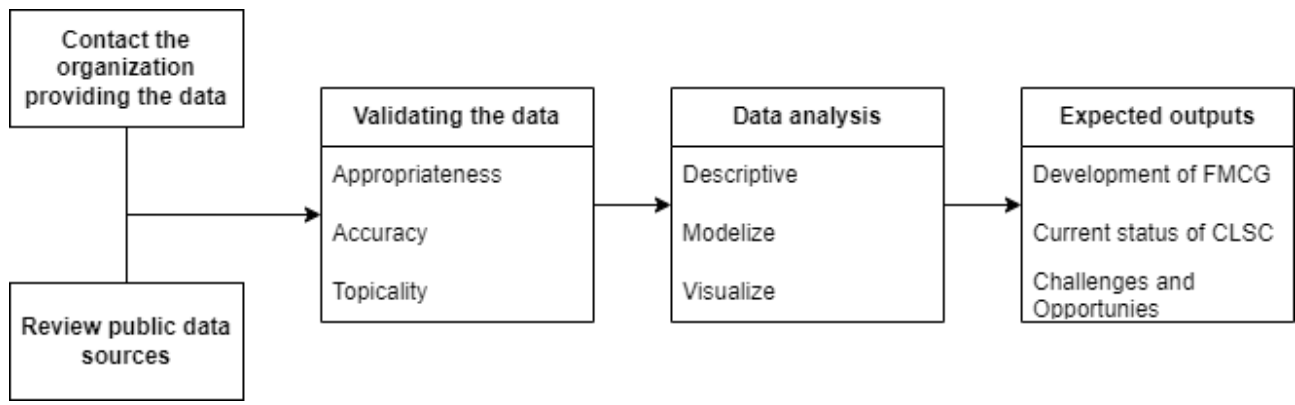 Contact the
organization
providing the data
Review public data
sources
Validating the data
Appropriateness
Accuracy
Topicality
Data analysis
Descriptive
Modelize
Visualize
Expected outputs
Development of FMCG
Current status of CLSC
Challenges and
Opportunies